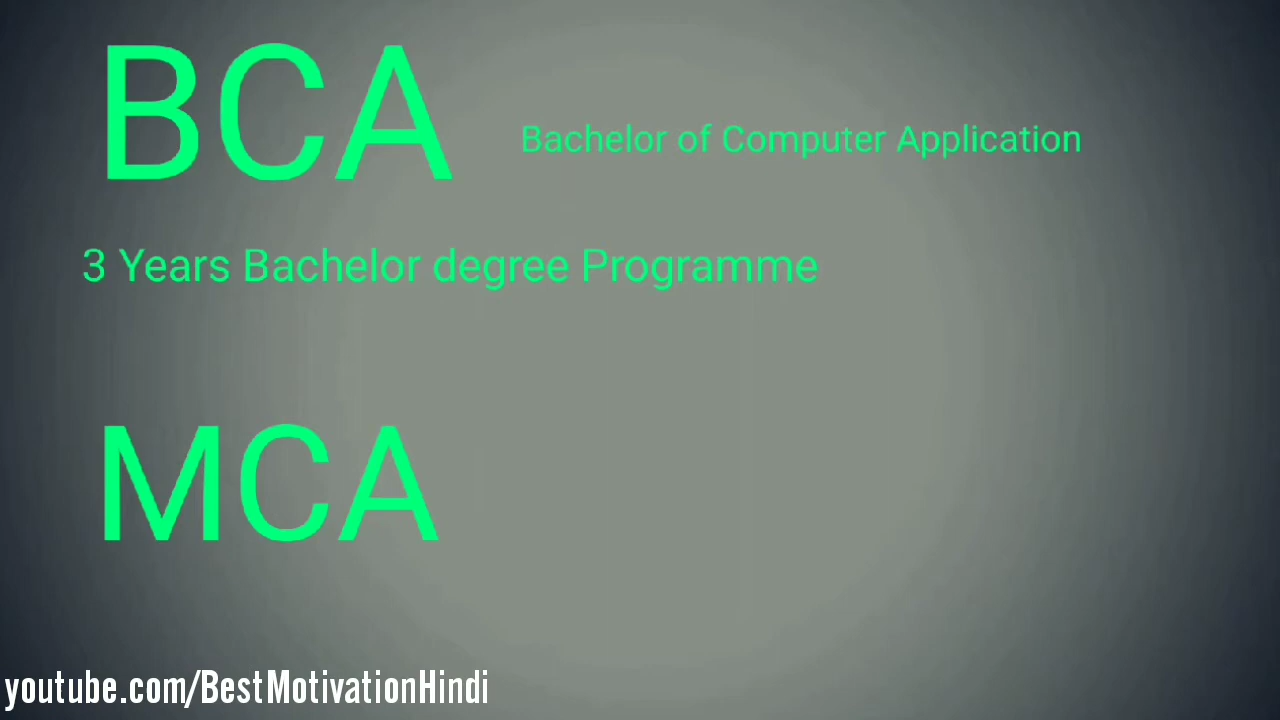 BCA Bachelor of Computer Application
3 Years Bachelor degree Programme
MCA
youtube.com/BestMotivationHindi